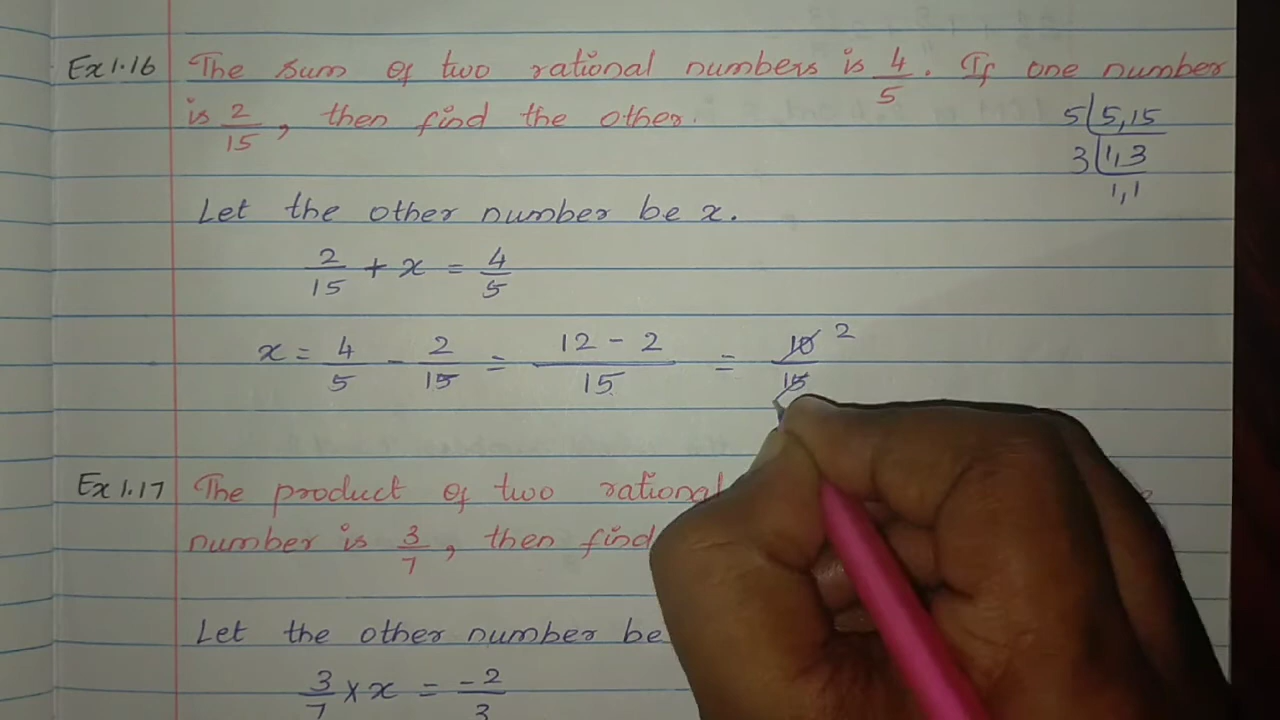 Ex 1.16 The sum of two rational numbers is 4/5. If one number
is 2/15, then find the other.
5 | 5, 15
3 | 1, 3
1, 1
Let the other number be x.
2/15 + x = 4/5
x = 4/5 - 2/15 = 12 - 2/15 = 10/15 2
Ex 1.17 The product of two rational
number is 3/7, then find
Let the other number be
3/7 × x = -2/3